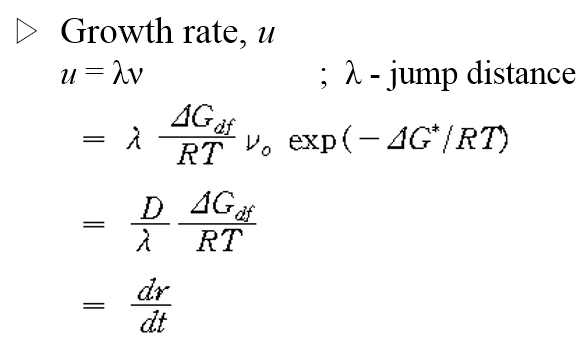 ▷ Growth rate, u
u = λν ; λ - jump distance
= λ ΔG_df/RT ν_o exp(−ΔG*/RT)
= D/λ ΔG_df/RT
= dr/dt